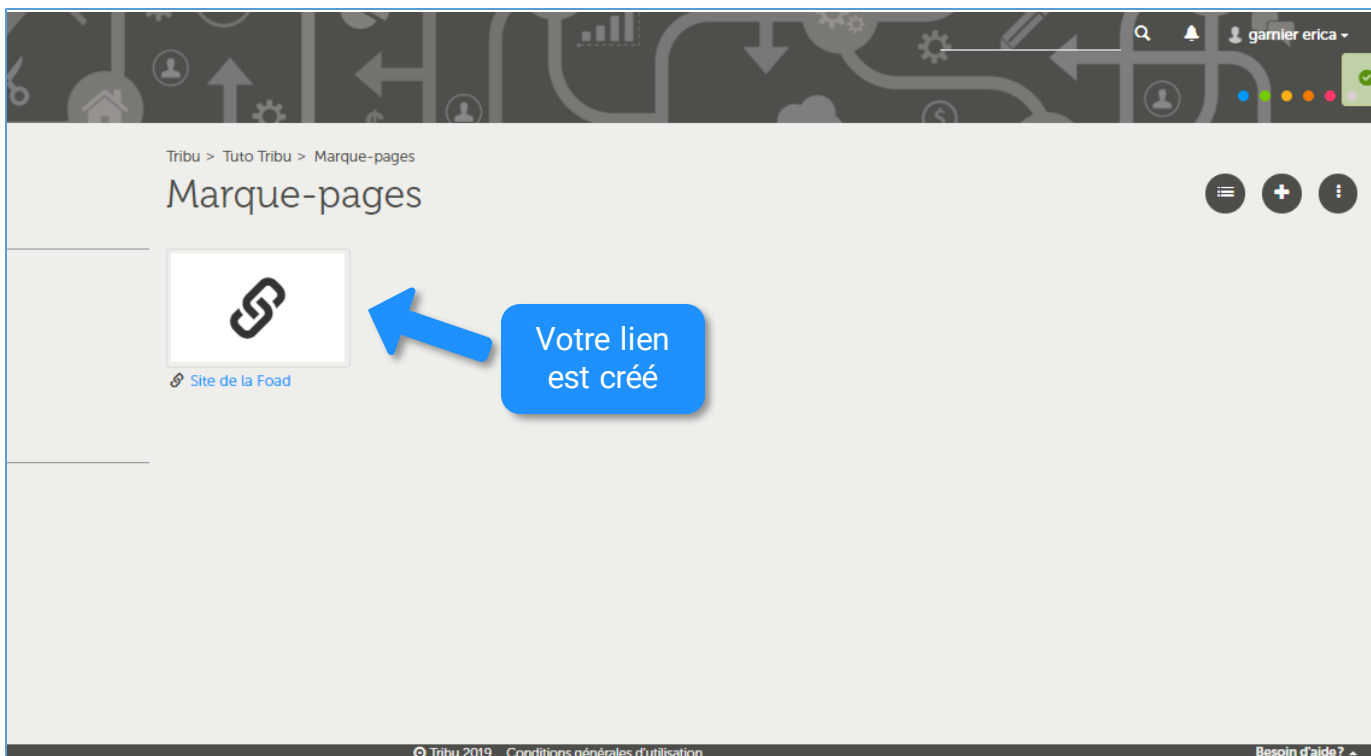 garnier erica
Tribu > Tuto Tribu > Marque-pages
Marque-pages
Votre lien
est créé
Site de la Foad
Tribu 2019 Conditions générales d'utilisation Besoin d'aide?